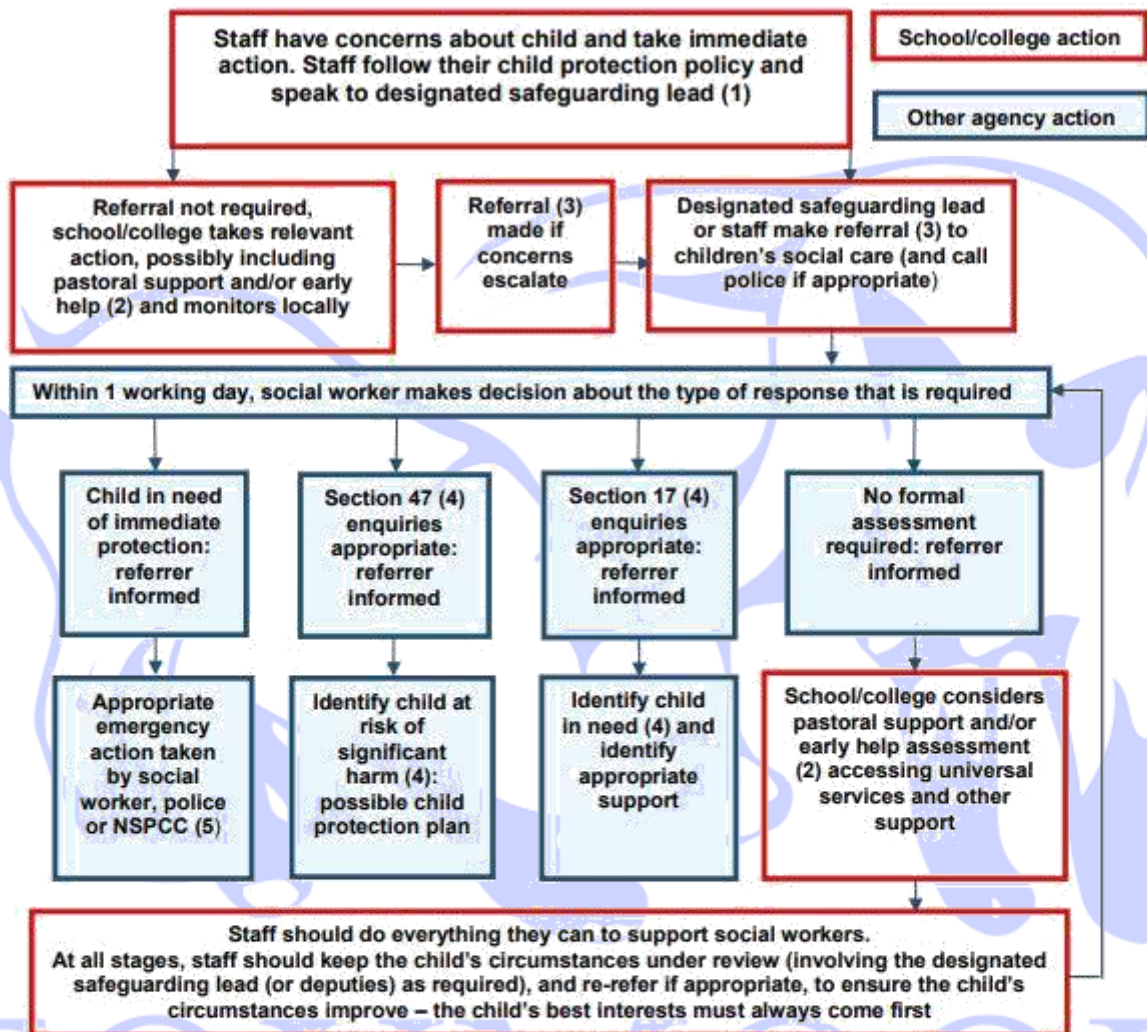 Staff have concerns about child and take immediate
action. Staff follow their child protection policy and
speak to designated safeguarding lead (1)
School/college action
Other agency action
Referral not required,
school/college takes relevant
action, possibly including
pastoral support and/or early
help (2) and monitors locally
Referral (3)
made if
concerns
escalate
Designated safeguarding lead
or staff make referral (3) to
children's social care (and call
police if appropriate)
Within 1 working day, social worker makes decision about the type of response that is required
Child in need
of immediate
protection:
referrer
informed
Section 47 (4)
enquiries
appropriate:
referrer
informed
Section 17 (4)
enquiries
appropriate:
referrer
informed
No formal
assessment
required: referrer
informed
Appropriate
emergency
action taken
by social
worker, police
or NSPCC (5)
Identify child at
risk of
significant
harm (4):
possible child
protection plan
Identify child
in need (4) and
identify
appropriate
support
School/college considers
pastoral support and/or
early help assessment
(2) accessing universal
services and other
support
Staff should do everything they can to support social workers.
At all stages, staff should keep the child's circumstances under review (involving the designated
safeguarding lead (or deputies) as required), and re-refer if appropriate, to ensure the child's
circumstances improve – the child's best interests must always come first